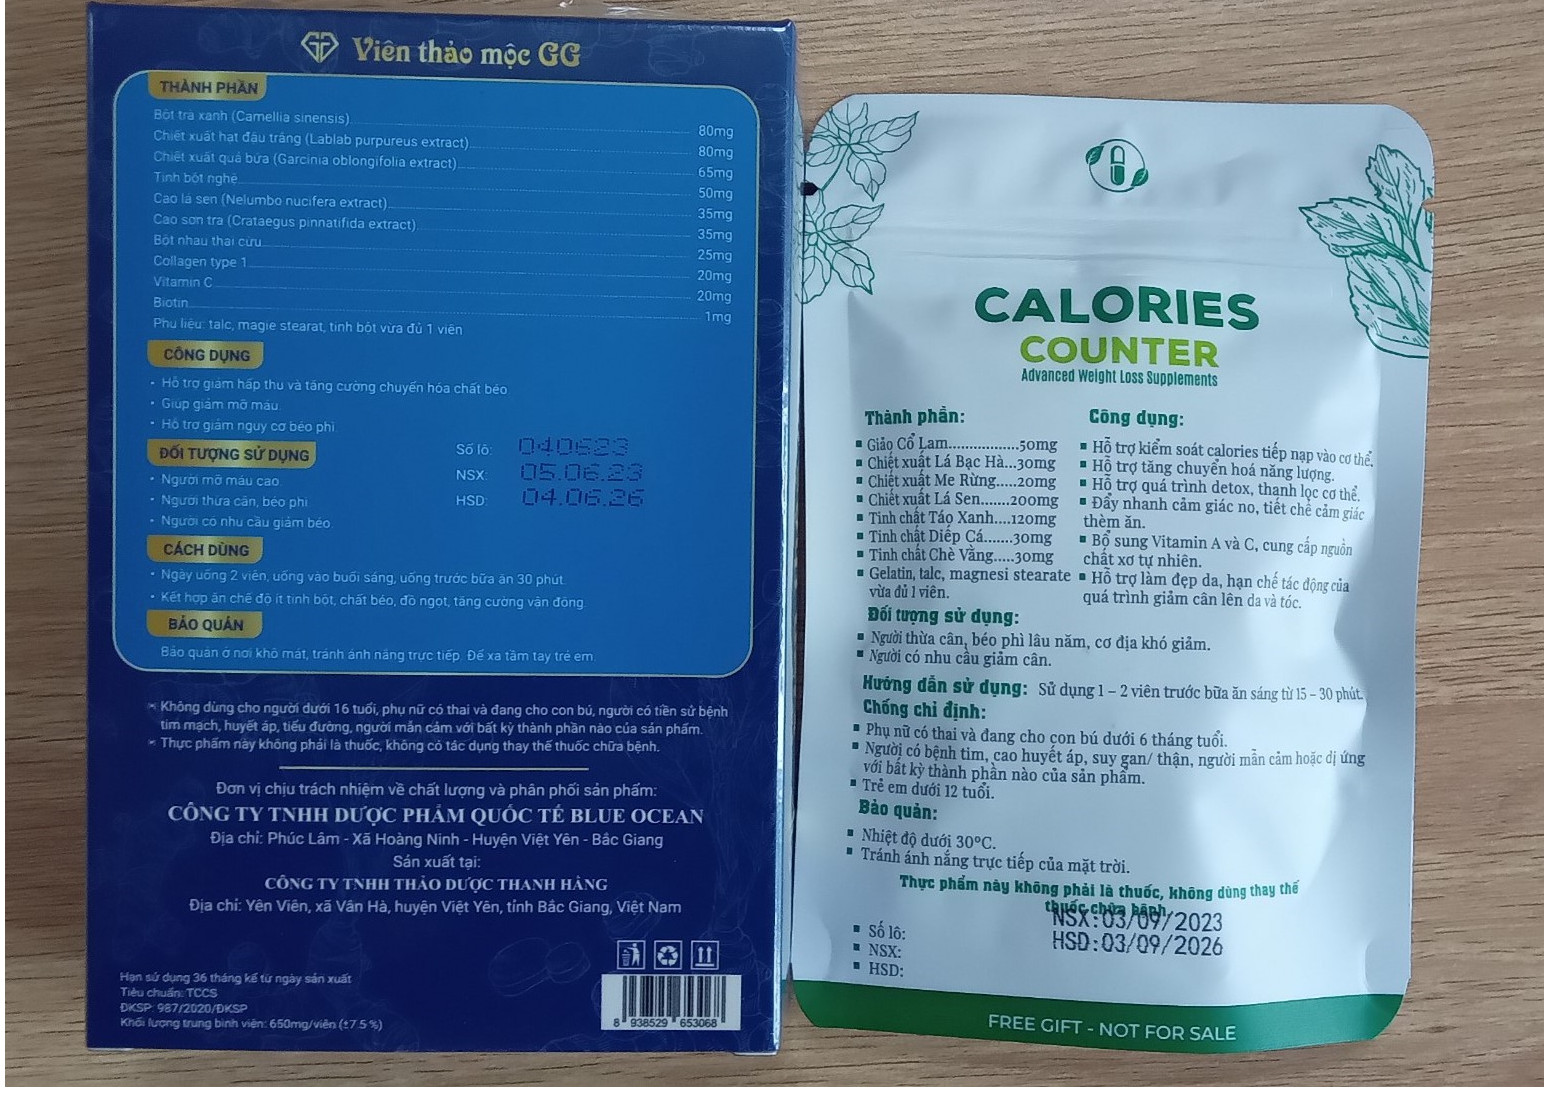 Viên thảo mộc GG
THÀNH PHẦN
Bột trà xanh (Camellia sinensis) 80mg
Chiết xuất hạt đậu trắng (Lablab purpureus extract) 80mg
Chiết xuất quả bứa (Garcinia oblongifolia extract) 65mg
Tinh bột nghệ 50mg
Cao lá sen (Nelumbo nucifera extract) 35mg
Cao sơn tra (Crataegus pinnatifida extract) 35mg
Bột nhau thai cừu 25mg
Collagen type 1 20mg
Vitamin C 20mg
Biotin 1mg
Phụ liệu: talc, magie stearat, tinh bột vừa đủ 1 viên
CÔNG DỤNG
• Hỗ trợ giảm hấp thu và tăng cường chuyển hóa chất béo
• Giúp giảm mỡ máu.
• Hỗ trợ giảm nguy cơ béo phì.
ĐỐI TƯỢNG SỬ DỤNG
• Người mỡ máu cao.
• Người thừa cân, béo phì.
• Người có nhu cầu giảm béo.
Số lô: 040623
NSX: 05.06.23
HSD: 04.06.26
CÁCH DÙNG
• Ngày uống 2 viên, uống vào buổi sáng, uống trước bữa ăn 30 phút.
• Kết hợp ăn chế độ ít tinh bột, chất béo, đồ ngọt, tăng cường vận động.
BẢO QUẢN
Bảo quản ở nơi khô mát, tránh ánh nắng trực tiếp. Để xa tầm tay trẻ em.
* Không dùng cho người dưới 16 tuổi, phụ nữ có thai và đang cho con bú, người có tiền sử bệnh
tim mạch, huyết áp, tiểu đường, người mẫn cảm với bất kỳ thành phần nào của sản phẩm.
* Thực phẩm này không phải là thuốc, không có tác dụng thay thế thuốc chữa bệnh.
Đơn vị chịu trách nhiệm về chất lượng và phân phối sản phẩm:
CÔNG TY TNHH DƯỢC PHẨM QUỐC TẾ BLUE OCEAN
Địa chỉ: Phúc Lâm - Xã Hoàng Ninh - Huyện Việt Yên - Bắc Giang
Sản xuất tại:
CÔNG TY TNHH THẢO DƯỢC THANH HẰNG
Địa chỉ: Yên Viên, xã Vân Hà, huyện Việt Yên, tỉnh Bắc Giang, Việt Nam
Hạn sử dụng 36 tháng kể từ ngày sản xuất
Tiêu chuẩn: TCCS
ĐKSP: 987/2020/ĐKSP
Khối lượng trung bình viên: 650mg/viên (±7.5 %)
8 938529 653068
CALORIES
COUNTER
Advanced Weight Loss Supplements
Thành phần:
Giảo Cổ Lam................50mg
Chiết xuất Lá Bạc Hà...30mg
Chiết xuất Me Rừng.....20mg
Chiết xuất Lá Sen......200mg
Tinh chất Táo Xanh....120mg
Tinh chất Diếp Cá.......30mg
Tinh chất Chè Vằng.....30mg
Gelatin, talc, magnesi stearate
vừa đủ 1 viên.
Công dụng:
Hỗ trợ kiểm soát calories tiếp nạp vào cơ thể.
Hỗ trợ tăng chuyển hoá năng lượng.
Hỗ trợ quá trình detox, thanh lọc cơ thể.
Đẩy nhanh cảm giác no, tiết chế cảm giác
thèm ăn.
Bổ sung Vitamin A và C, cung cấp nguồn
chất xơ tự nhiên.
Hỗ trợ làm đẹp da, hạn chế tác động của
quá trình giảm cân lên da và tóc.
Đối tượng sử dụng:
Người thừa cân, béo phì lâu năm, cơ địa khó giảm.
Người có nhu cầu giảm cân.
Hướng dẫn sử dụng: Sử dụng 1 – 2 viên trước bữa ăn sáng từ 15 – 30 phút.
Chống chỉ định:
Phụ nữ có thai và đang cho con bú dưới 6 tháng tuổi.
Người có bệnh tim, cao huyết áp, suy gan/ thận, người mẫn cảm hoặc dị ứng
với bất kỳ thành phần nào của sản phẩm.
Trẻ em dưới 12 tuổi.
Bảo quản:
Nhiệt độ dưới 30°C.
Tránh ánh nắng trực tiếp của mặt trời.
Thực phẩm này không phải là thuốc, không dùng thay thế
thuốc chữa bệnh.
NSX:03/09/2023
HSD:03/09/2026
Số lô:
NSX:
HSD:
FREE GIFT - NOT FOR SALE